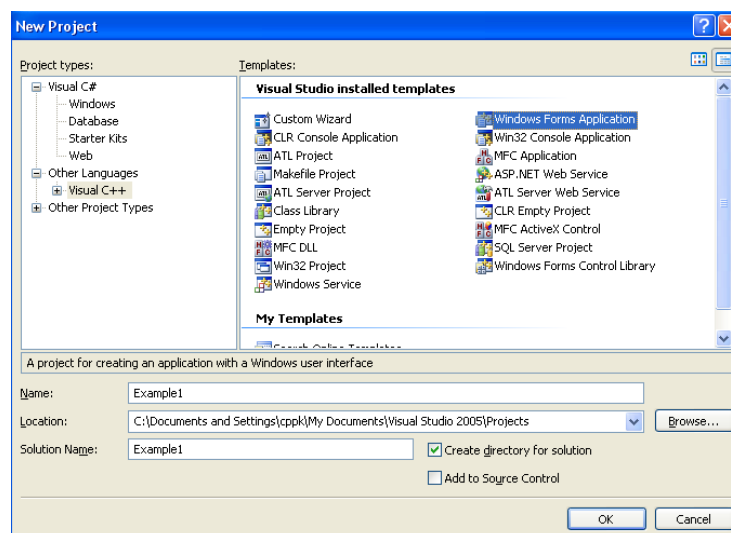 New Project
Project types:
Templates:
Visual C#
Windows
Database
Starter Kits
Web
Other Languages
Visual C++
Other Project Types
Visual Studio installed templates
Custom Wizard
Windows Forms Application
CLR Console Application
Win32 Console Application
ATL Project
MFC Application
Makefile Project
ASP.NET Web Service
ATL Server Project
ATL Server Web Service
Class Library
CLR Empty Project
Empty Project
MFC ActiveX Control
MFC DLL
SQL Server Project
Win32 Project
Windows Forms Control Library
Windows Service
My Templates
Search Online Templates
A project for creating an application with a Windows user interface
Name:
Example1
Location:
C:\Documents and Settings\cppk\My Documents\Visual Studio 2005\Projects
Browse...
Solution Name:
Example1
Create directory for solution
Add to Source Control
OK
Cancel